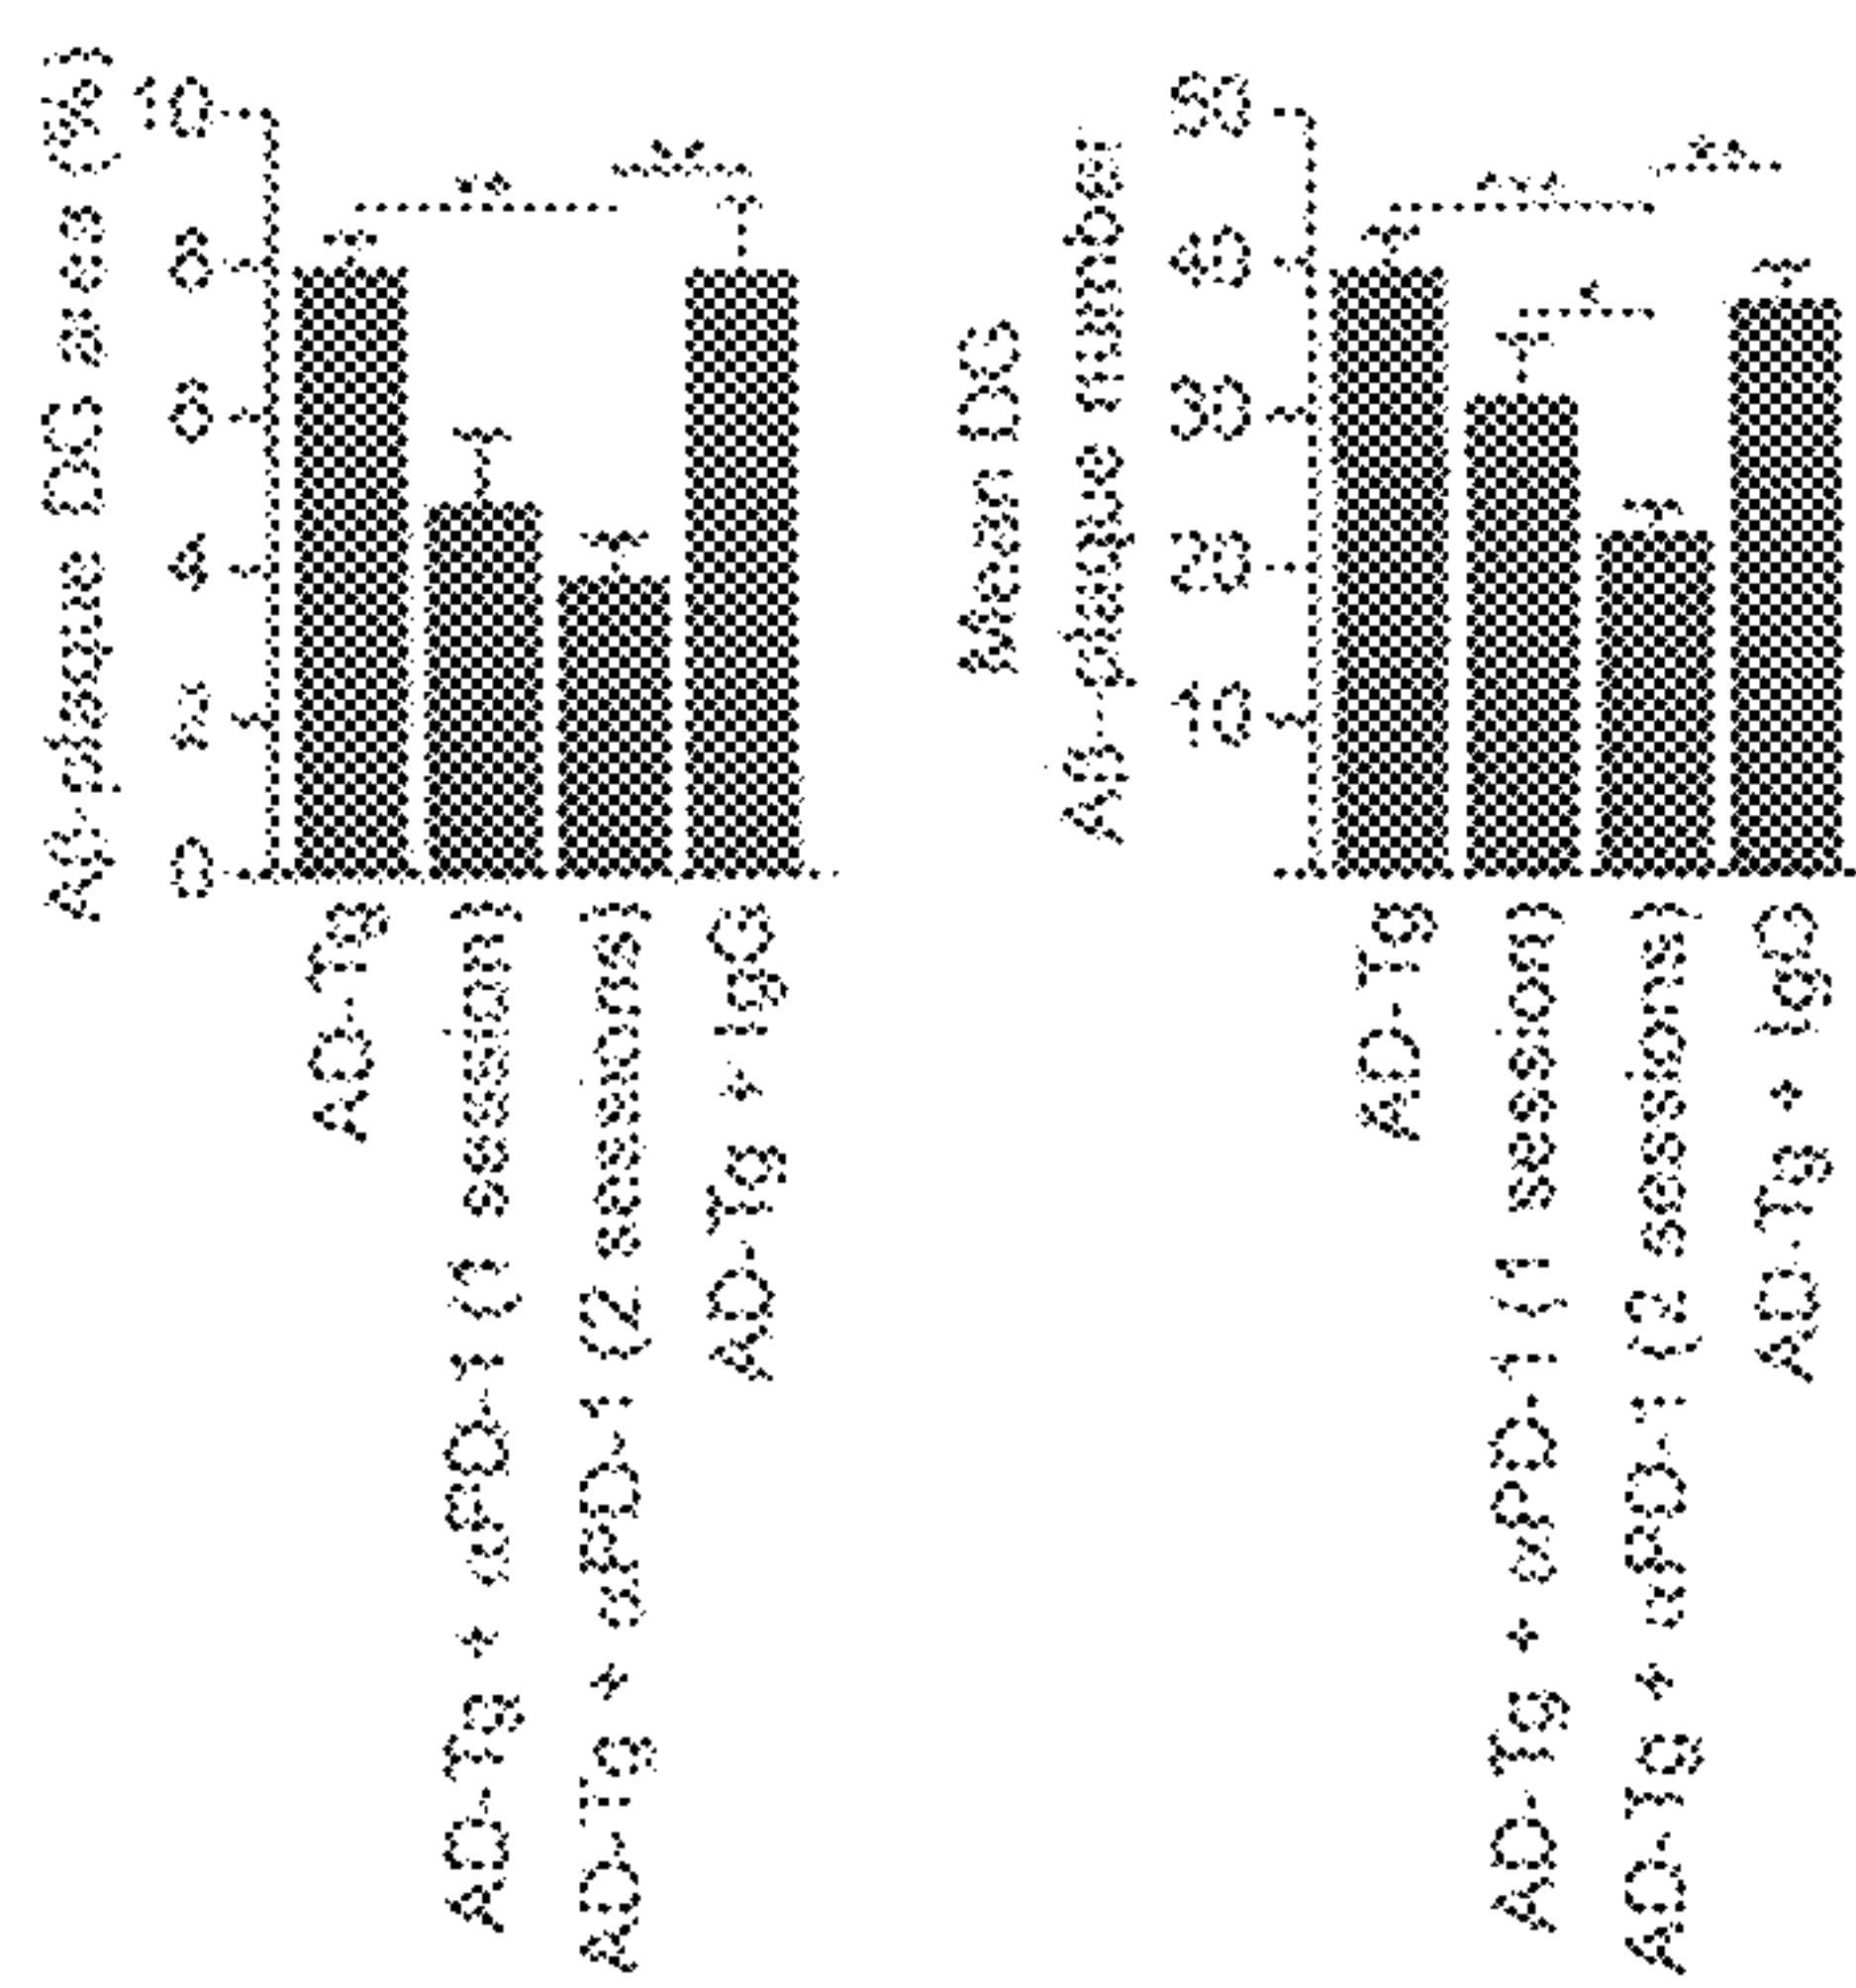 Aβ-plaque DG area (%)
10
8
6
4
2
0
AD-Tg
AD-Tg + αPD-1 (1 session)
AD-Tg + αPD-1 (2 sessions)
AD-Tg + IgG
Mean DG
Aβ-plaque number
50
40
30
20
10
AD-Tg
AD-Tg + αPD-1 (1 session)
AD-Tg + αPD-1 (2 sessions)
AD-Tg + IgG